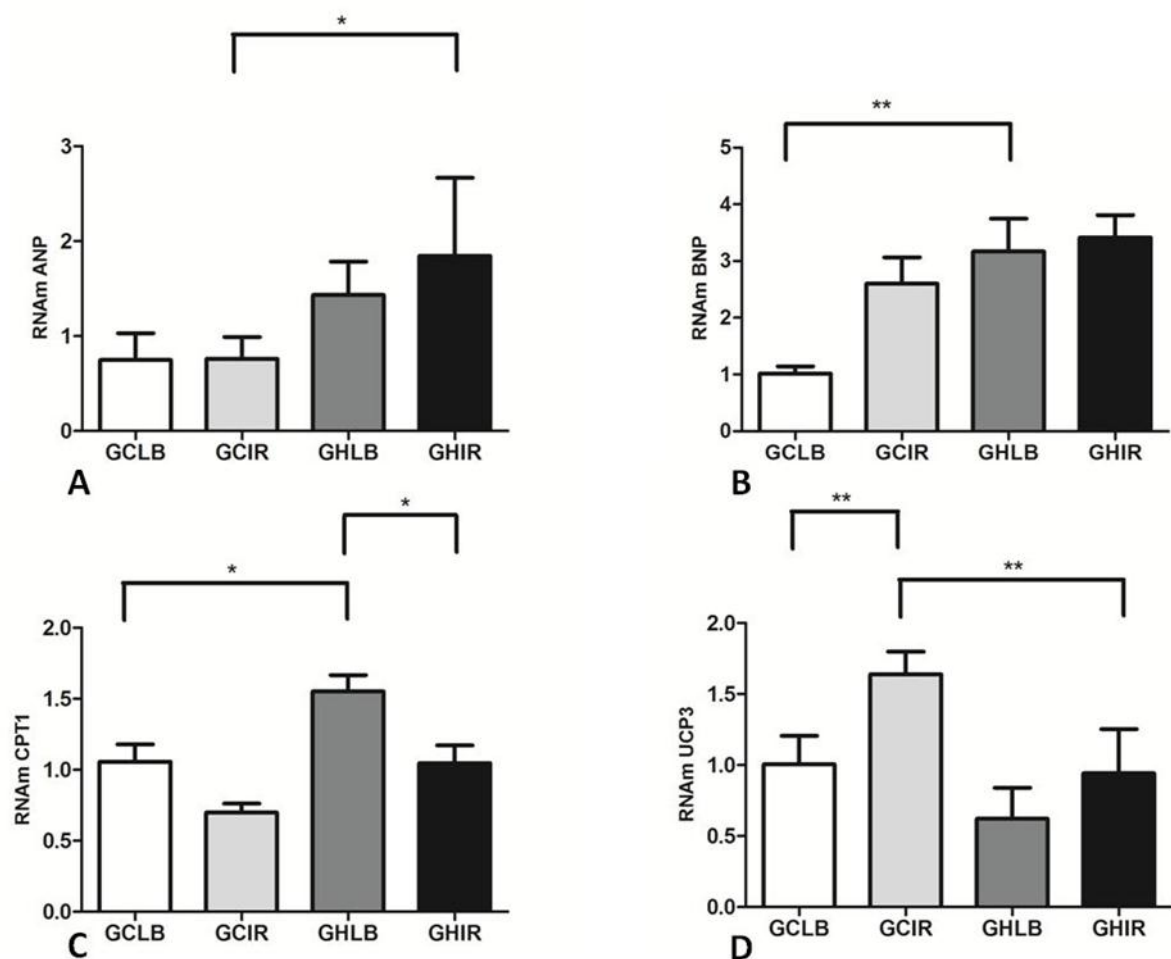 *
3
2
1
0
RNAm ANP
GCLB GCIR GHLB GHIR
A
**
5
4
3
2
1
0
RNAm BNP
GCLB GCIR GHLB GHIR
B
*
*
2.0
1.5
1.0
0.5
0.0
RNAm CPT1
GCLB GCIR GHLB GHIR
C
**
**
2.0
1.5
1.0
0.5
0.0
RNAm UCP3
GCLB GCIR GHLB GHIR
D